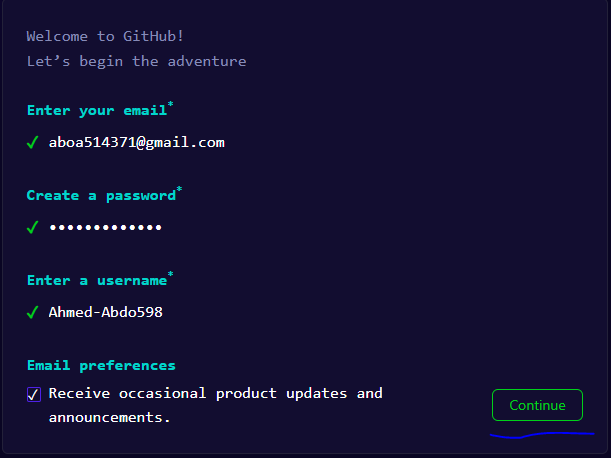 Welcome to GitHub!
Let’s begin the adventure
Enter your email*
✓ aboa514371@gmail.com
Create a password*
✓ •••••••••••••
Enter a username*
✓ Ahmed-Abdo598
Email preferences
✓ Receive occasional product updates and
announcements.
Continue